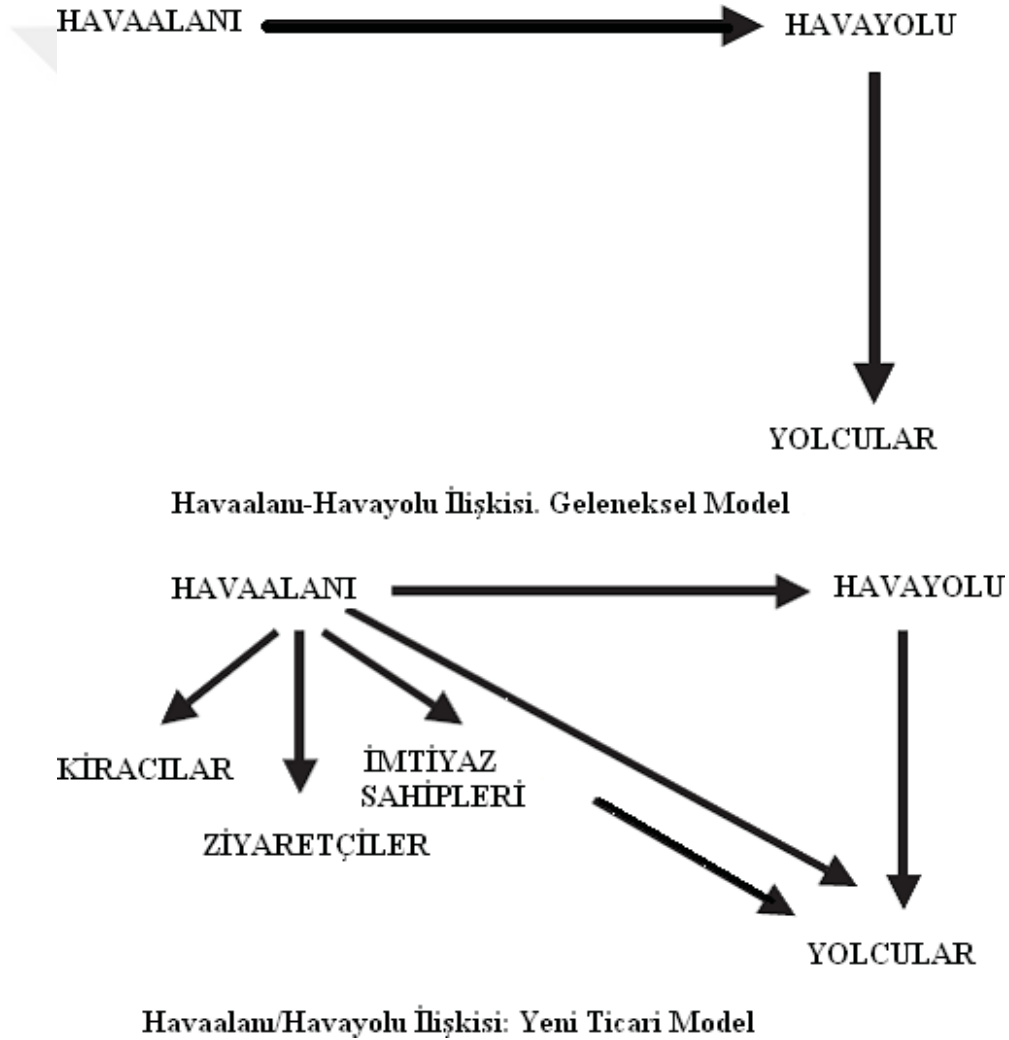 HAVAALANI HAVAYOLU
YOLCULAR
Havaalanı-Havayolu İlişkisi. Geleneksel Model
HAVAALANI HAVAYOLU
KİRACILAR
İMTİYAZ
SAHİPLERİ
ZİYARETÇİLER
YOLCULAR
Havaalanı/Havayolu İlişkisi: Yeni Ticari Model